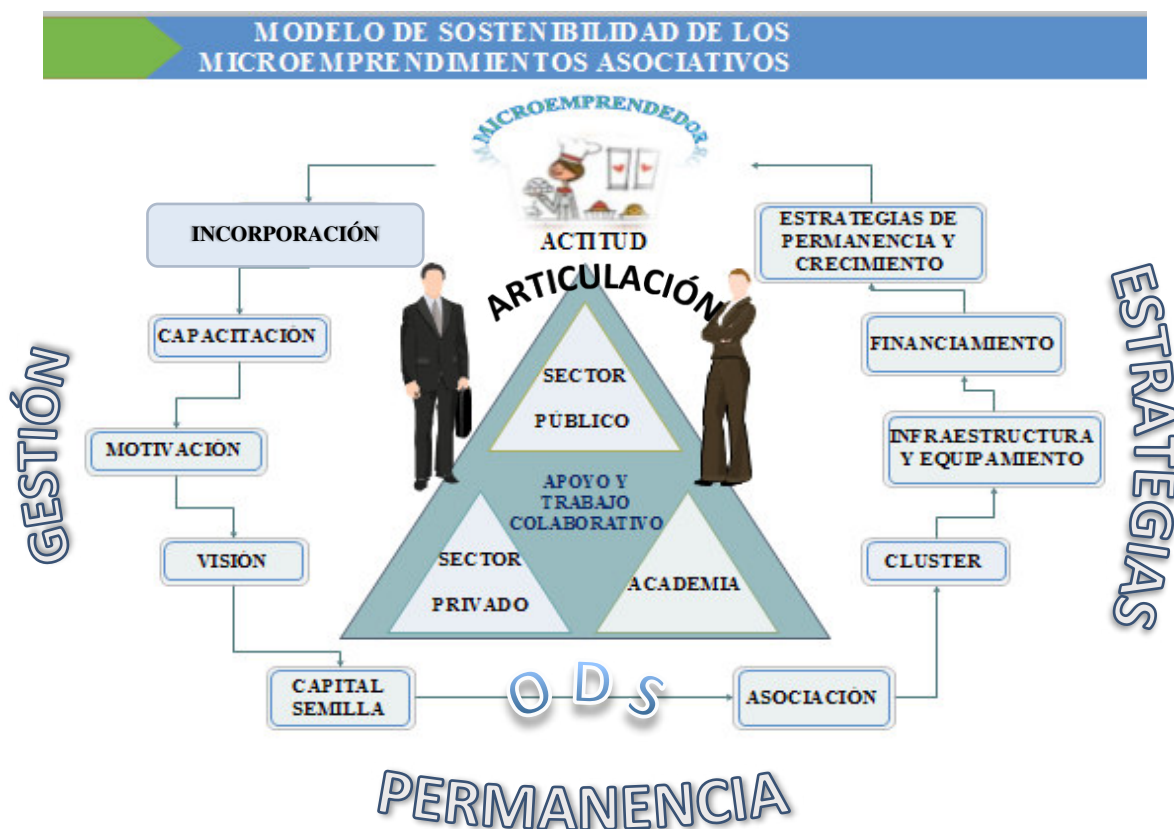 MODELO DE SOSTENIBILIDAD DE LOS
MICROEMPRENDIMIENTOS ASOCIATIVOS
MICROEMPRENDEDOR
ACTITUD
ARTICULACIÓN
INCORPORACIÓN
CAPACITACIÓN
MOTIVACIÓN
VISIÓN
CAPITAL
SEMILLA
GESTIÓN
SECTOR
PÚBLICO
APOYO Y
TRABAJO
COLABORATIVO
SECTOR
PRIVADO
ACADEMIA
ODS
ASOCIACIÓN
CLUSTER
INFRAESTRUCTURA
Y EQUIPAMIENTO
FINANCIAMIENTO
ESTRATEGIAS DE
PERMANENCIA Y
CRECIMIENTO
ESTRATEGIAS
PERMANENCIA